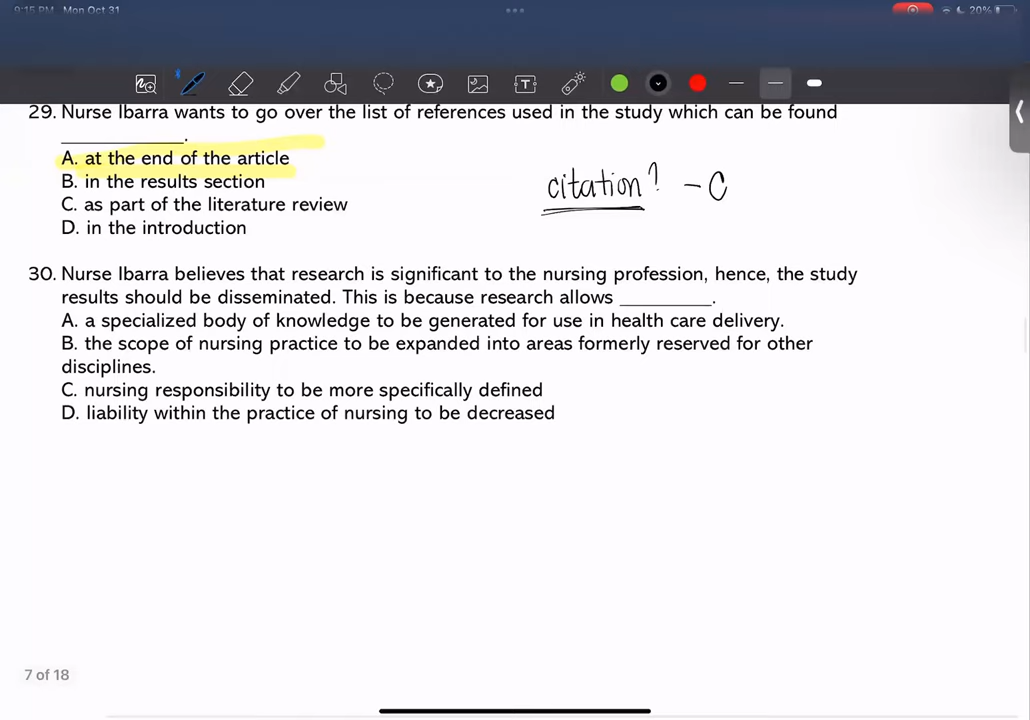 9:15 PM Mon Oct 31
20%
29. Nurse Ibarra wants to go over the list of references used in the study which can be found
____________.
A. at the end of the article
B. in the results section
C. as part of the literature review
D. in the introduction
citation? - C
30. Nurse Ibarra believes that research is significant to the nursing profession, hence, the study
results should be disseminated. This is because research allows _________.
A. a specialized body of knowledge to be generated for use in health care delivery.
B. the scope of nursing practice to be expanded into areas formerly reserved for other
disciplines.
C. nursing responsibility to be more specifically defined
D. liability within the practice of nursing to be decreased
7 of 18